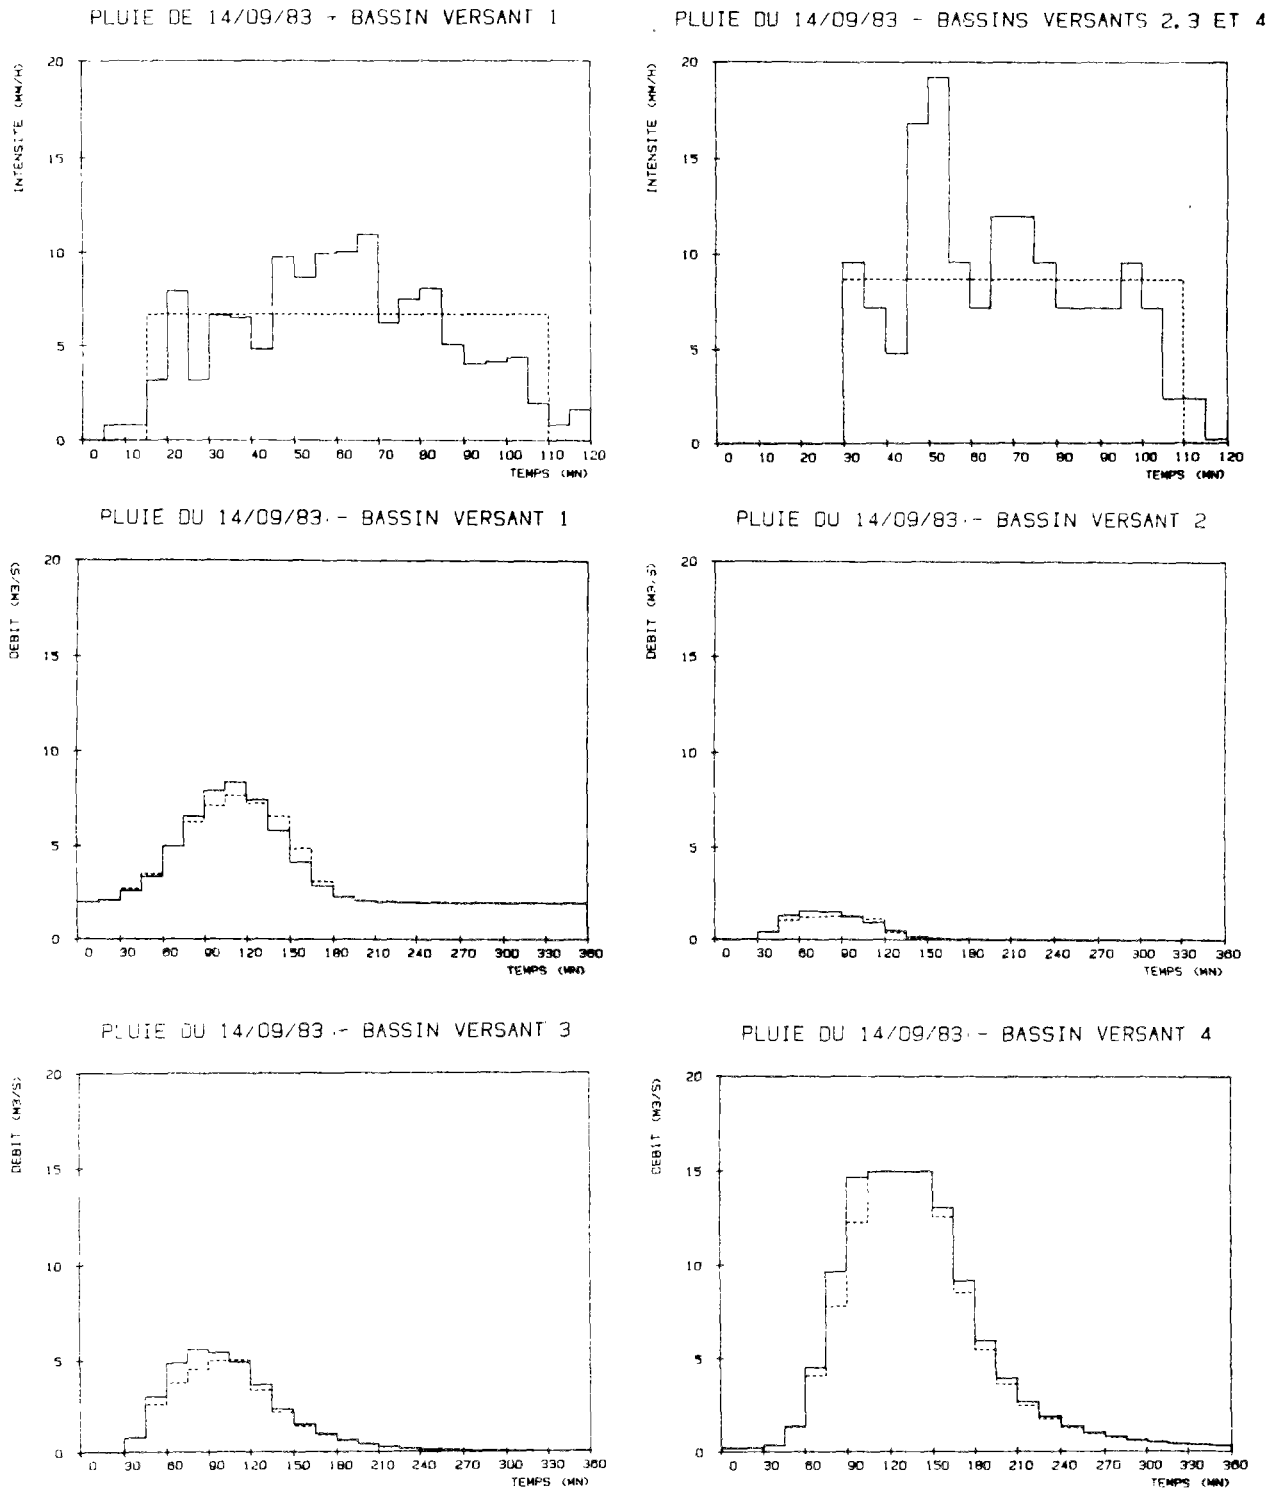 PLUIE DE 14/09/83 - BASSIN VERSANT 1
INTENSITE (MM/H)
20
15
10
5
0
0 10 20 30 40 50 60 70 80 90 100 110 120
TEMPS (MN)
PLUIE DU 14/09/83 - BASSINS VERSANTS 2.3 ET 4
INTENSITE (MM/H)
20
15
10
5
0
0 10 20 30 40 50 60 70 80 90 100 110 120
TEMPS (MN)
PLUIE DU 14/09/83 - BASSIN VERSANT 1
DEBIT (M3/S)
20
15
10
5
0
0 30 60 90 120 150 180 210 240 270 300 330 360
TEMPS (MN)
PLUIE DU 14/09/83 - BASSIN VERSANT 2
DEBIT (M3/S)
20
15
10
5
0
0 30 60 90 120 150 180 210 240 270 300 330 360
TEMPS (MN)
PLUIE DU 14/09/83 - BASSIN VERSANT 3
DEBIT (M3/S)
20
15
10
5
0
0 30 60 90 120 150 180 210 240 270 300 330 360
TEMPS (MN)
PLUIE DU 14/09/83 - BASSIN VERSANT 4
DEBIT (M3/S)
20
15
10
5
0
0 30 60 90 120 150 180 210 240 270 300 330 360
TEMPS (MN)